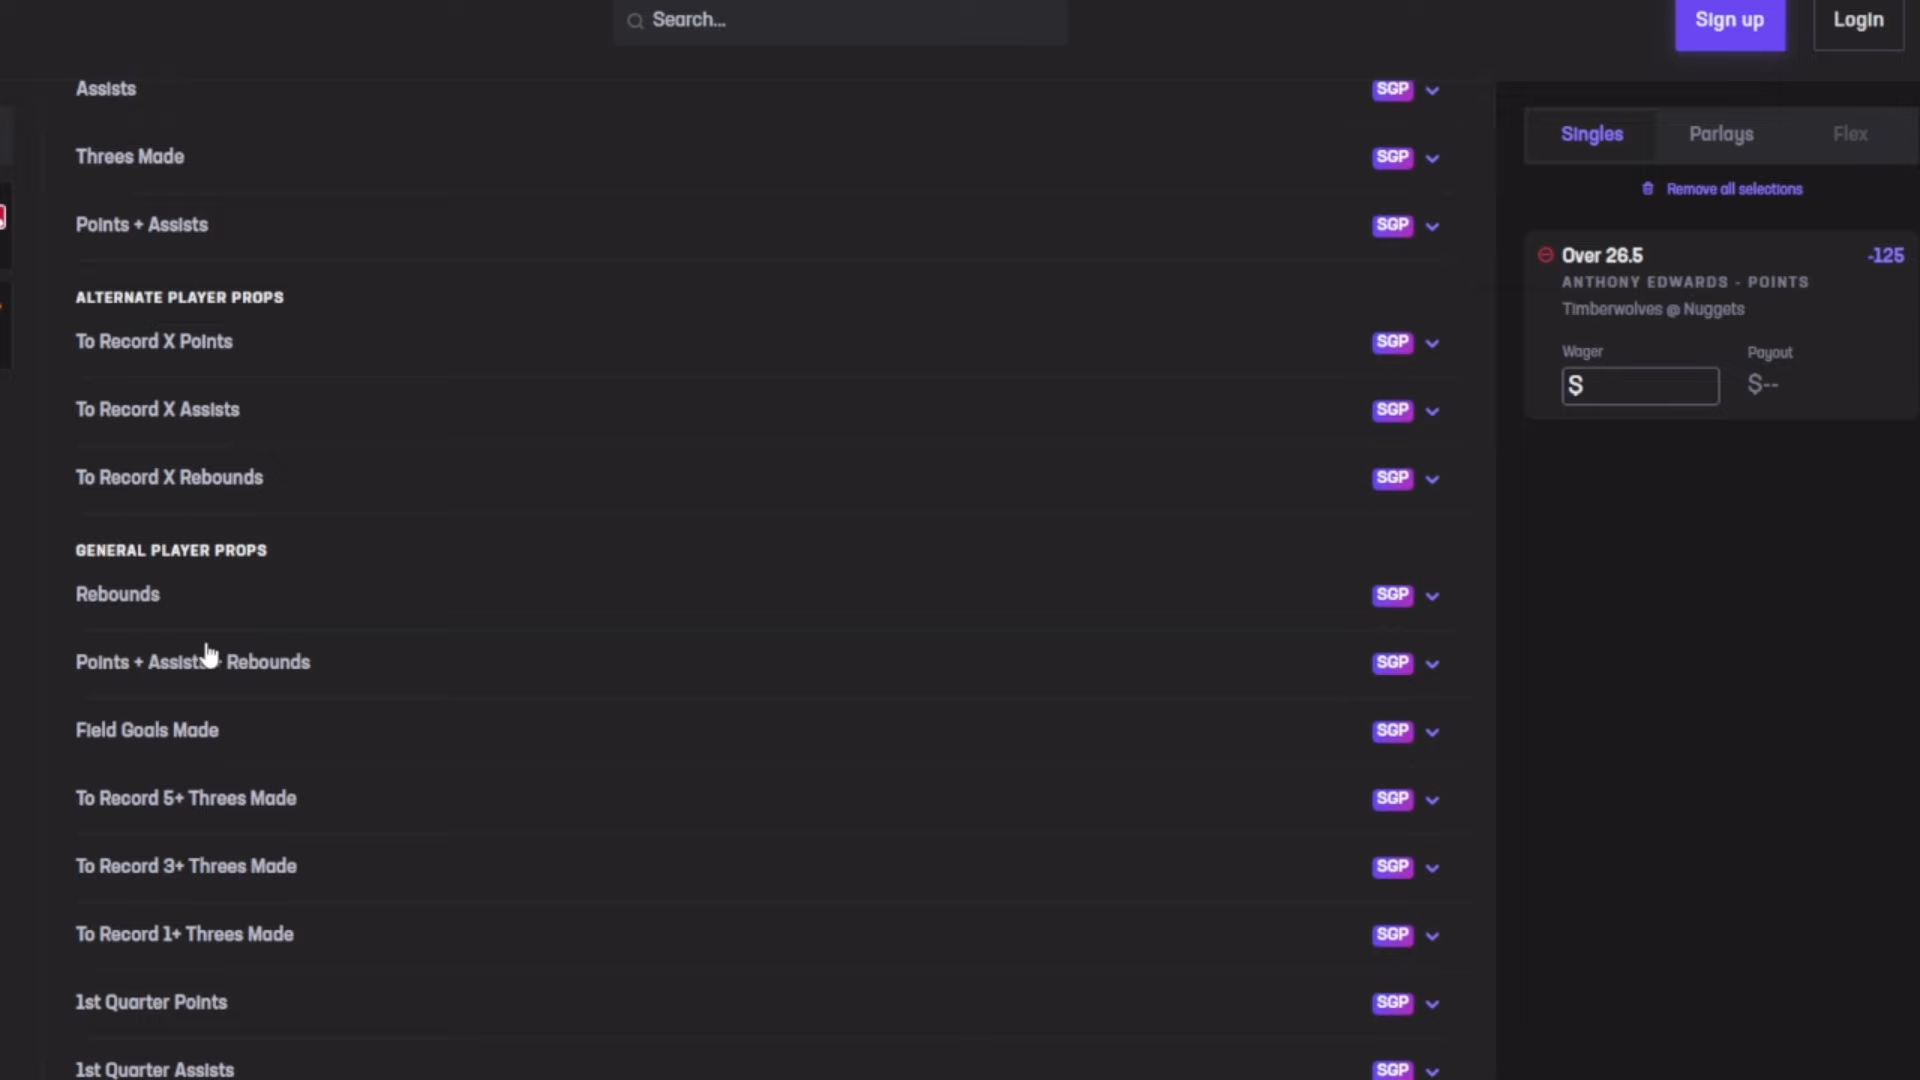 Search...
Sign up
Login
Assists
SGP
Threes Made
SGP
Points + Assists
SGP
ALTERNATE PLAYER PROPS
To Record X Points
SGP
To Record X Assists
SGP
To Record X Rebounds
SGP
GENERAL PLAYER PROPS
Rebounds
SGP
Points + Assists Rebounds
SGP
Field Goals Made
SGP
To Record 5+ Threes Made
SGP
To Record 3+ Threes Made
SGP
To Record 1+ Threes Made
SGP
1st Quarter Points
SGP
1st Quarter Assists
SGP
Singles
Parlays
Flex
Remove all selections
Over 26.5
-125
ANTHONY EDWARDS - POINTS
Timberwolves @ Nuggets
Wager
Payout
$
$--